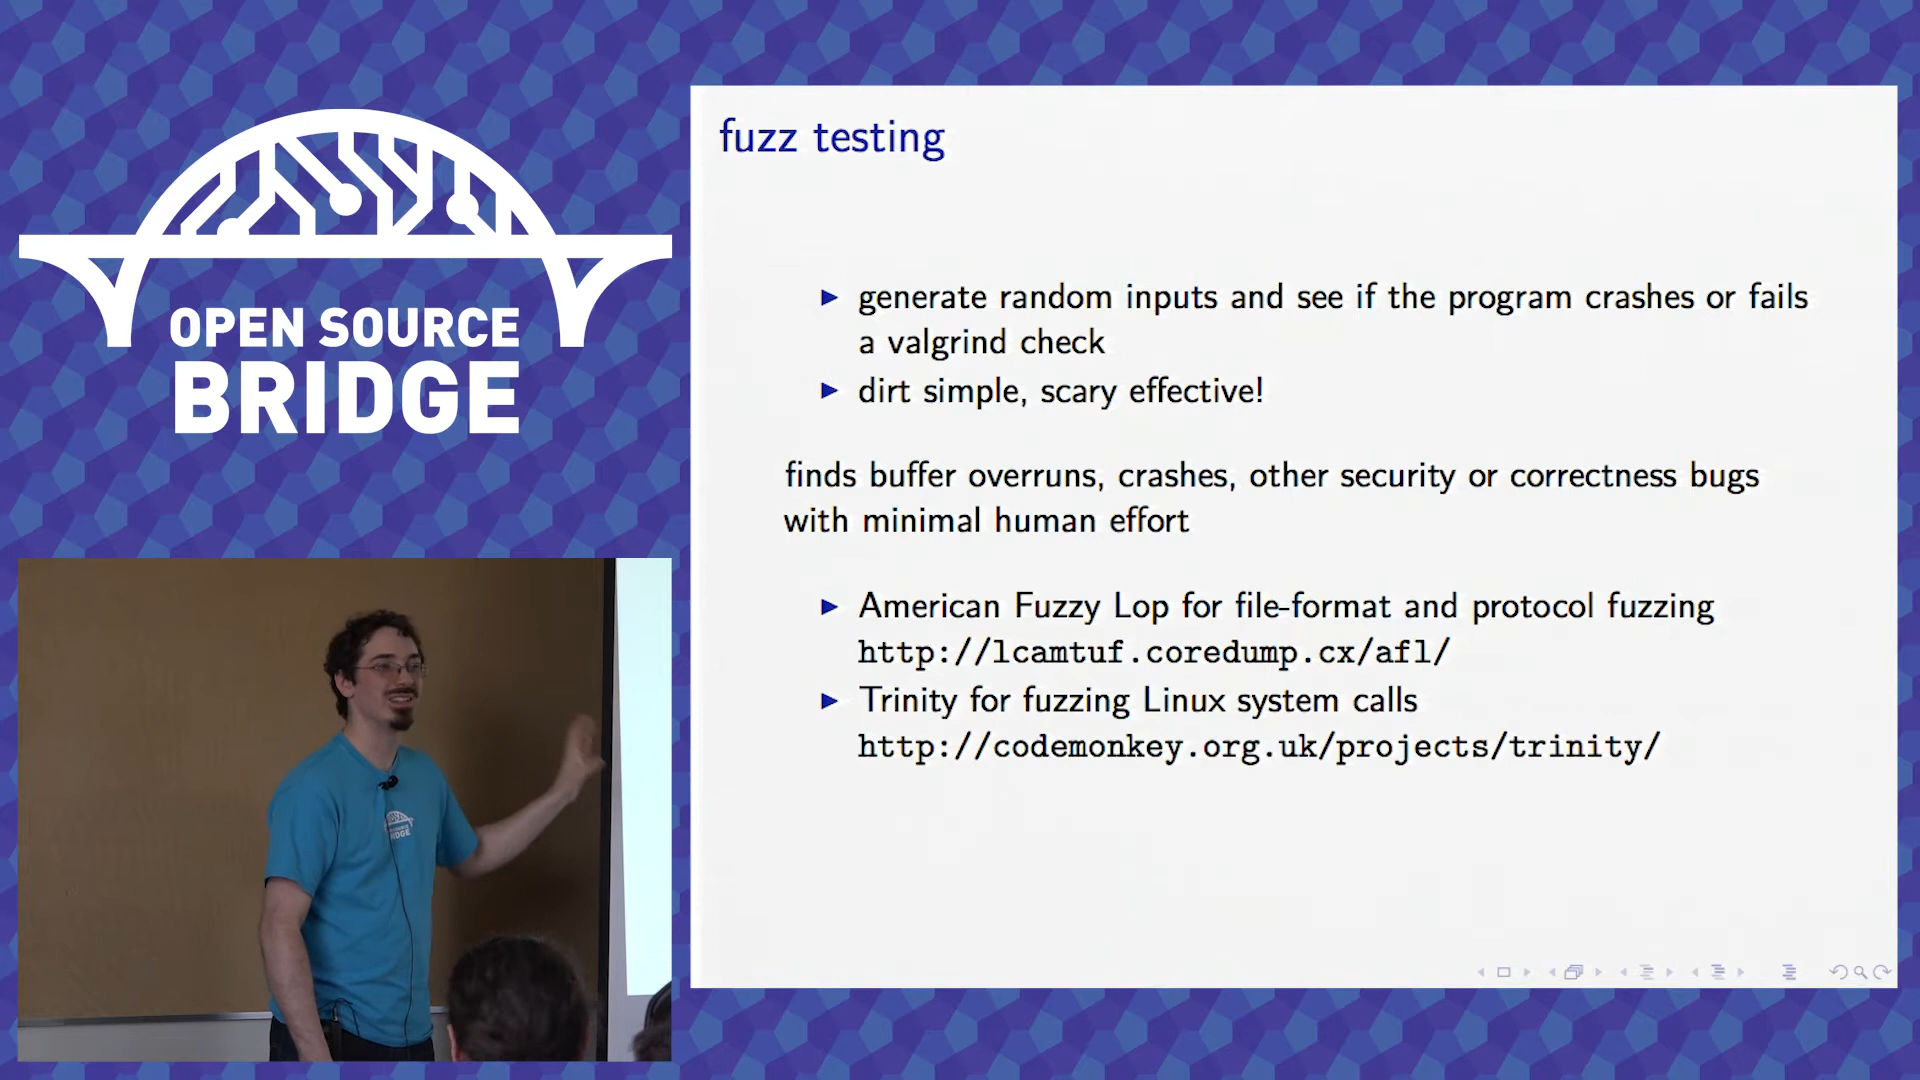 OPEN SOURCE
BRIDGE
fuzz testing
▶ generate random inputs and see if the program crashes or fails
a valgrind check
▶ dirt simple, scary effective!
finds buffer overruns, crashes, other security or correctness bugs
with minimal human effort
▶ American Fuzzy Lop for file-format and protocol fuzzing
http://lcamtuf.coredump.cx/afl/
▶ Trinity for fuzzing Linux system calls
http://codemonkey.org.uk/projects/trinity/